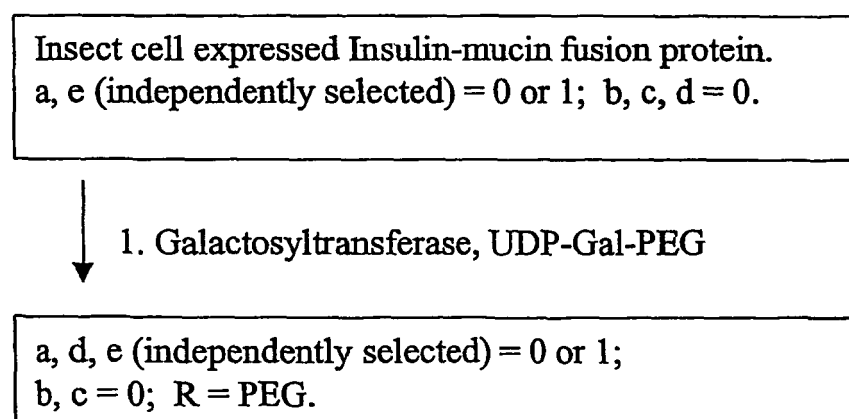 Insect cell expressed Insulin-mucin fusion protein.
a, e (independently selected) = 0 or 1; b, c, d = 0.
1. Galactosyltransferase, UDP-Gal-PEG
a, d, e (independently selected) = 0 or 1;
b, c = 0; R = PEG.